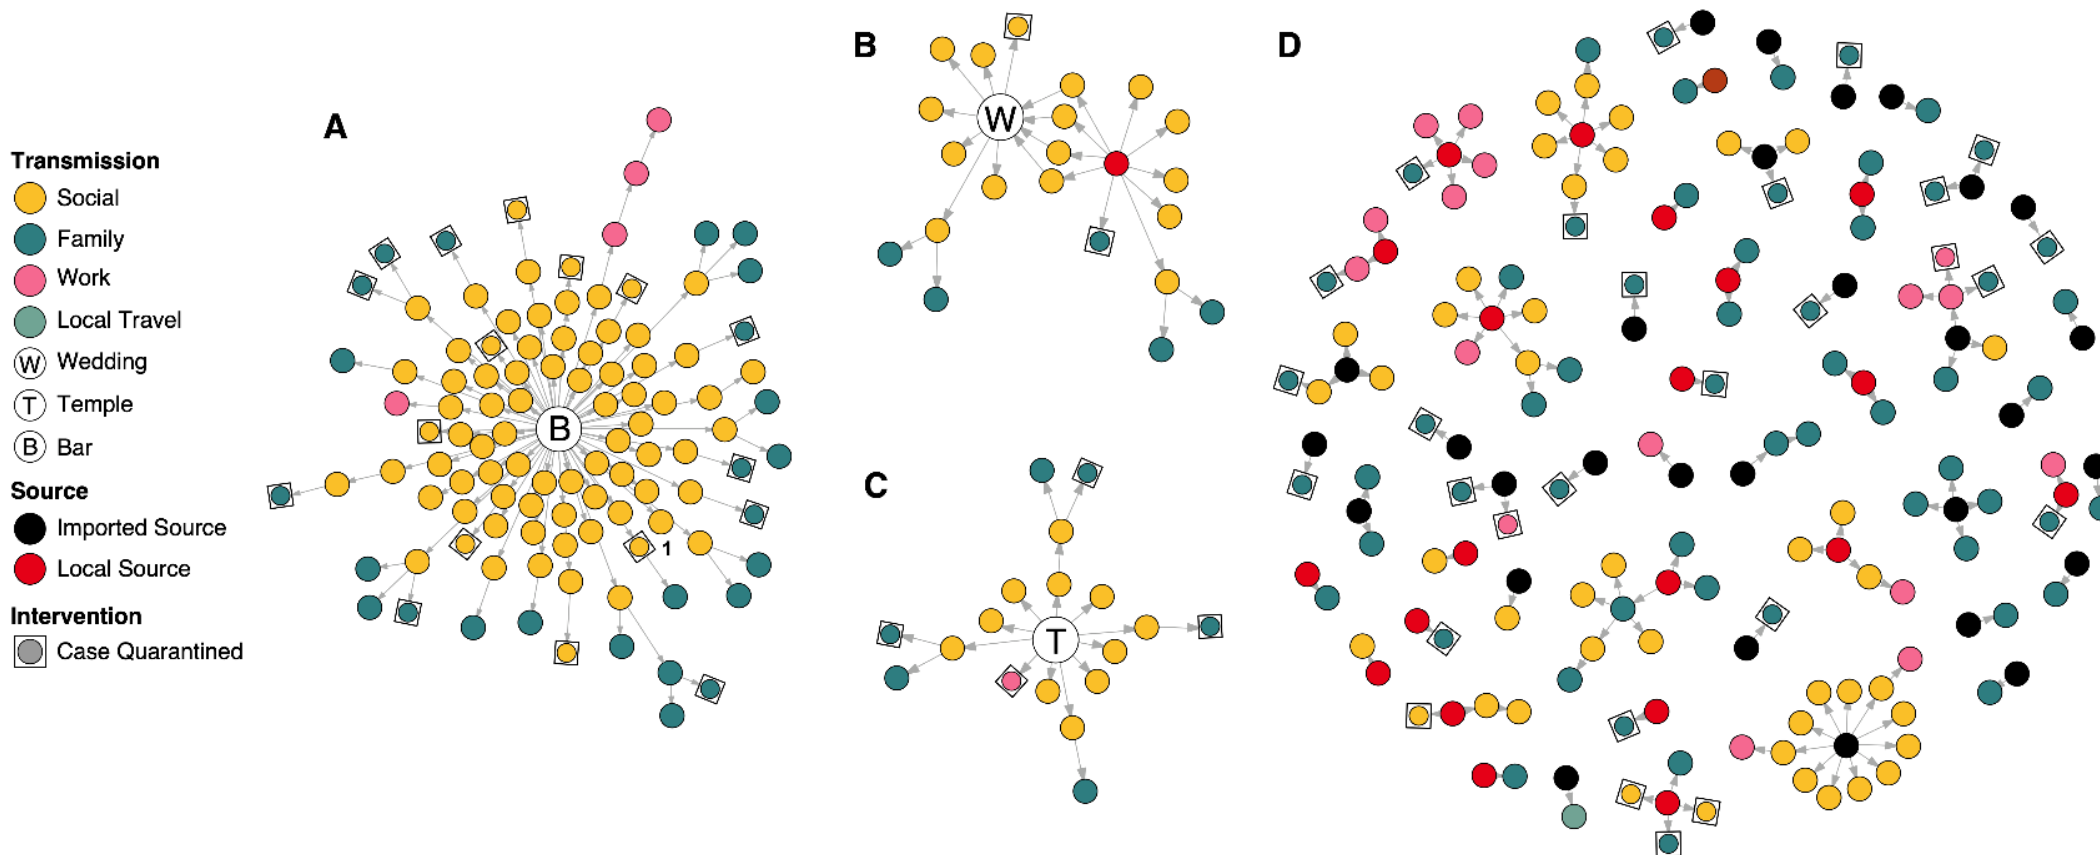 A
B
C
D
Transmission
Social
Family
Work
Local Travel
W Wedding
T Temple
B Bar
Source
Imported Source
Local Source
Intervention
Case Quarantined
B
1
W
T